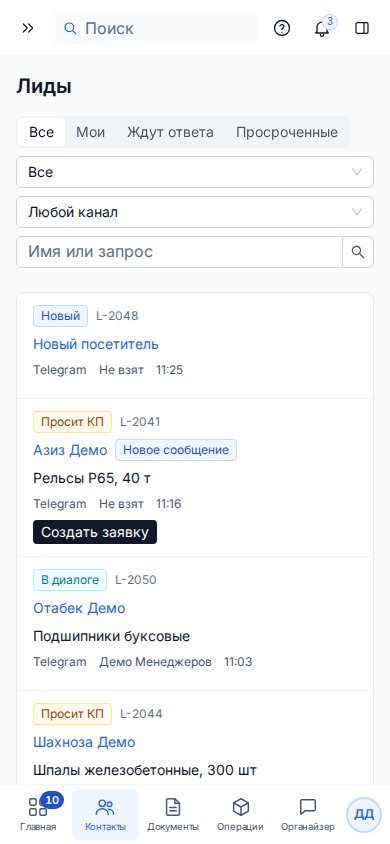 Поиск
3
Лиды
Все Мои Ждут ответа Просроченные
Все
Любой канал
Имя или запрос
Новый L-2048
Новый посетитель
Telegram Не взят 11:25
Просит КП L-2041
Азиз Демо Новое сообщение
Рельсы Р65, 40 т
Telegram Не взят 11:16
Создать заявку
В диалоге L-2050
Отабек Демо
Подшипники буксовые
Telegram Демо Менеджеров 11:03
Просит КП L-2044
Шахноза Демо
Шпалы железобетонные, 300 шт
10
Главная Контакты Документы Операции Органайзер ДД